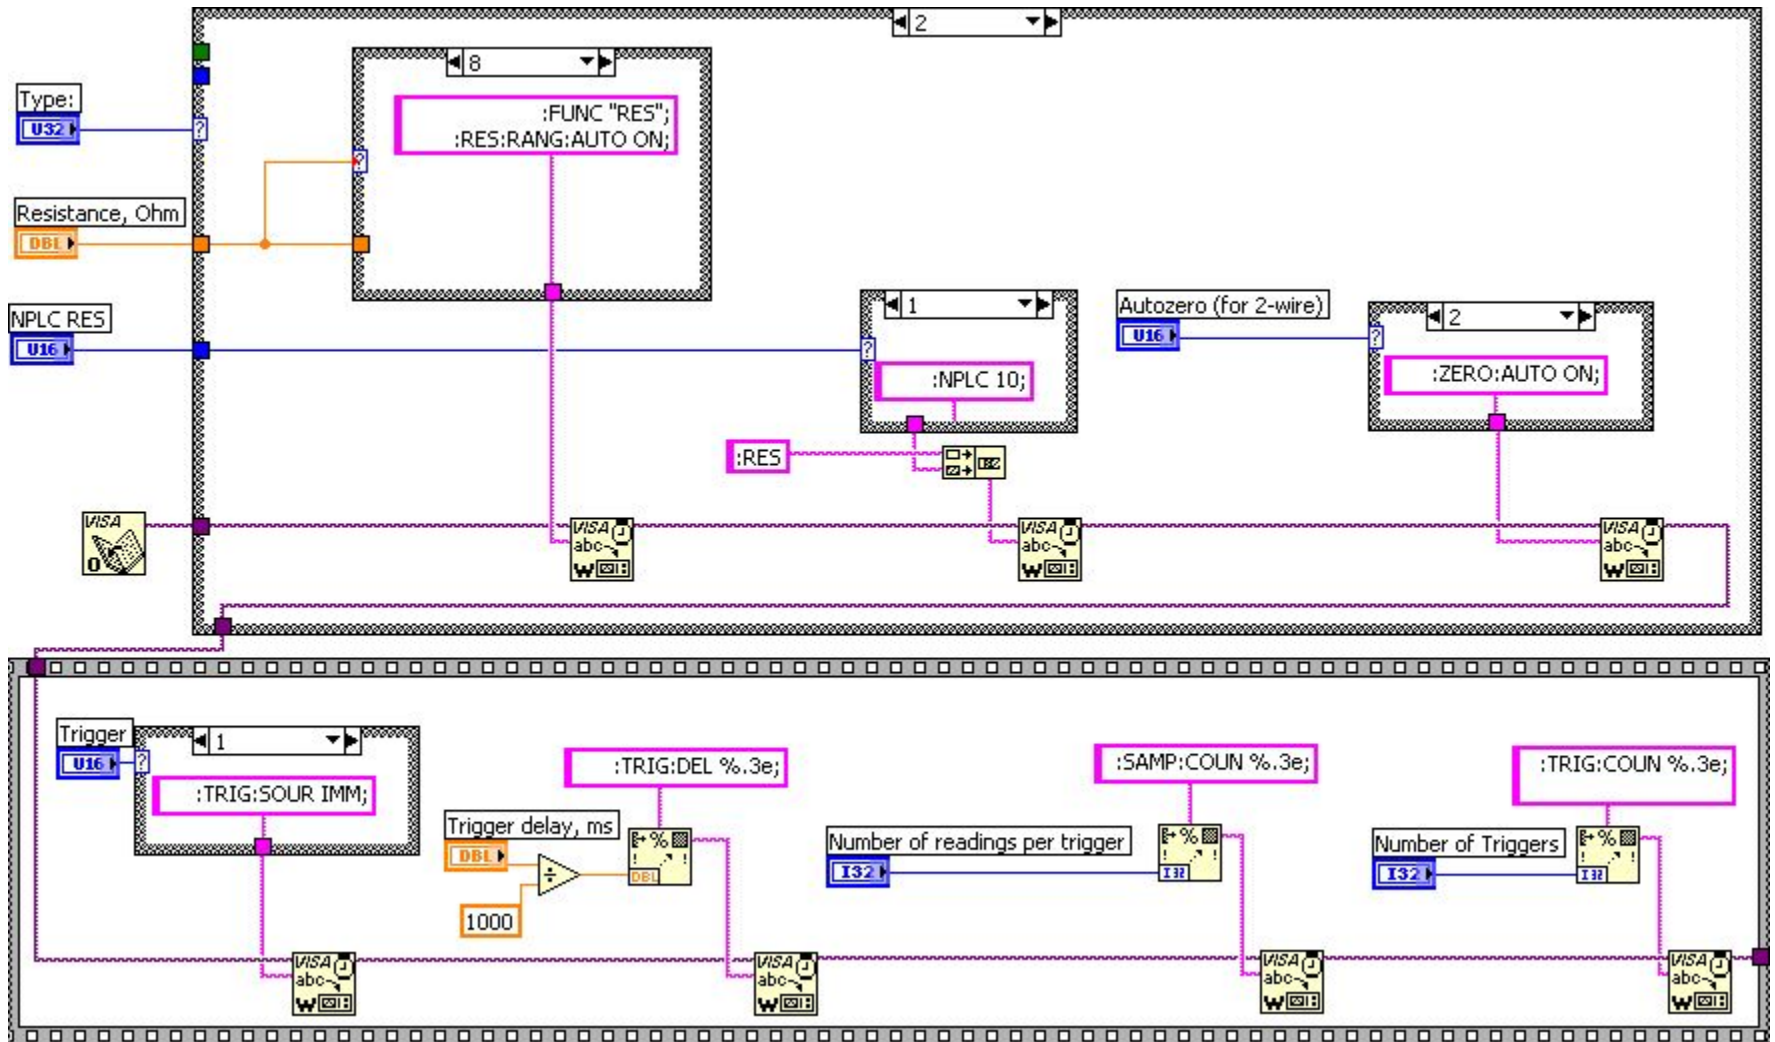 2
8
:FUNC "RES";
:RES:RANG:AUTO ON;
Type:
U32
?
?
Resistance, Ohm
DBL
NPLC RES
U16
1
?
:NPLC 10;
Autozero (for 2-wire)
U16
2
?
:ZERO:AUTO ON;
:RES
VISA
O
VISA
abc
W
VISA
abc
W
VISA
abc
W
Trigger
U16
1
?
:TRIG:SOUR IMM;
:TRIG:DEL %.3e;
Trigger delay, ms
DBL
÷
1000
%
DBL
:SAMP:COUN %.3e;
Number of readings per trigger
I32
%
I32
:TRIG:COUN %.3e;
Number of Triggers
I32
%
I32
VISA
abc
W
VISA
abc
W
VISA
abc
W
VISA
abc
W